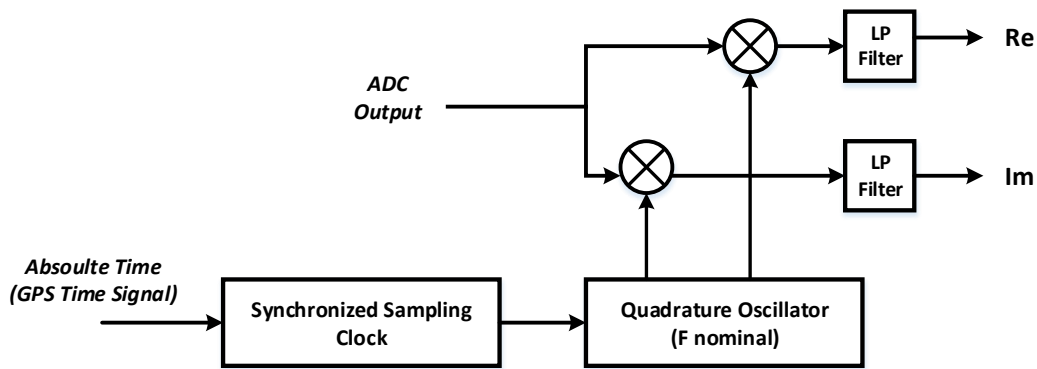 LP
Filter
Re
ADC
Output
LP
Filter
Im
Absoulte Time
(GPS Time Signal)
Synchronized Sampling
Clock
Quadrature Oscillator
(F nominal)